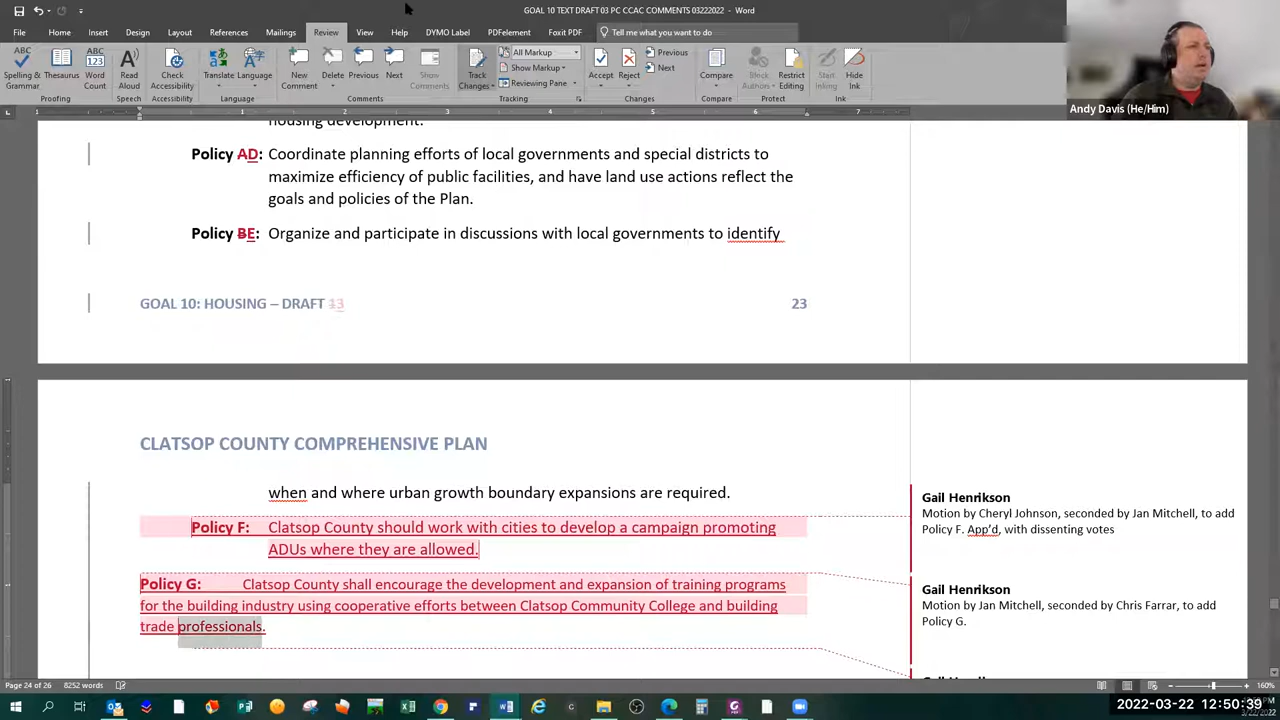 GOAL 10 TEXT DRAFT 03 PC CCAC COMMENTS 03222022 - Word
File Home Insert Design Layout References Mailings Review View Help DYMO Label PDFelement Foxit PDF Tell me what you want to do
ABC ABC 123
Spelling & Grammar Thesaurus Word Count Read Aloud Check Accessibility Translate Language New Comment Delete Previous Next Show Comments Track Changes All Markup Show Markup Reviewing Pane Accept Reject Previous Next Compare Block Authors Restrict Editing Start Inking Hide Ink
Proofing Speech Accessibility Language Comments Tracking Changes Compare Protect Ink
Andy Davis (He/Him)
1 1 2 3 4 5 6 7
housing development.
Policy AD: Coordinate planning efforts of local governments and special districts to
maximize efficiency of public facilities, and have land use actions reflect the
goals and policies of the Plan.
Policy BE: Organize and participate in discussions with local governments to identify
GOAL 10: HOUSING – DRAFT 13 23
CLATSOP COUNTY COMPREHENSIVE PLAN
when and where urban growth boundary expansions are required.
Policy F: Clatsop County should work with cities to develop a campaign promoting
ADUs where they are allowed.
Policy G: Clatsop County shall encourage the development and expansion of training programs
for the building industry using cooperative efforts between Clatsop Community College and building
trade professionals.
Gail Henrikson
Motion by Cheryl Johnson, seconded by Jan Mitchell, to add
Policy F. App'd, with dissenting votes
Gail Henrikson
Motion by Jan Mitchell, seconded by Chris Farrar, to add
Policy G.
Page 24 of 26 8252 words 160%
2022-03-22 12:50:39